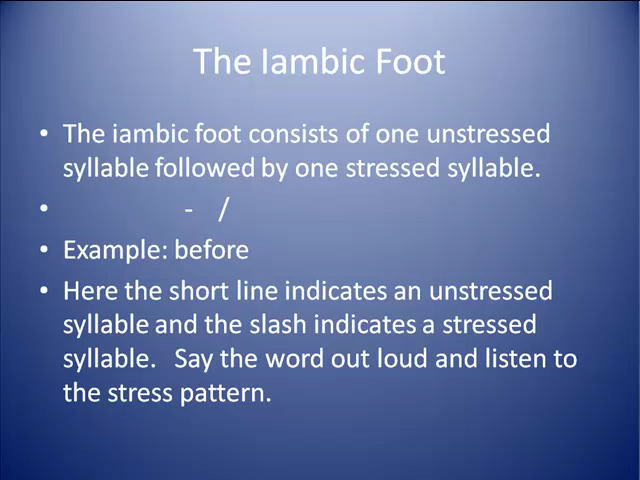 The Iambic Foot
• The iambic foot consists of one unstressed
syllable followed by one stressed syllable.
• - /
• Example: before
• Here the short line indicates an unstressed
syllable and the slash indicates a stressed
syllable. Say the word out loud and listen to
the stress pattern.